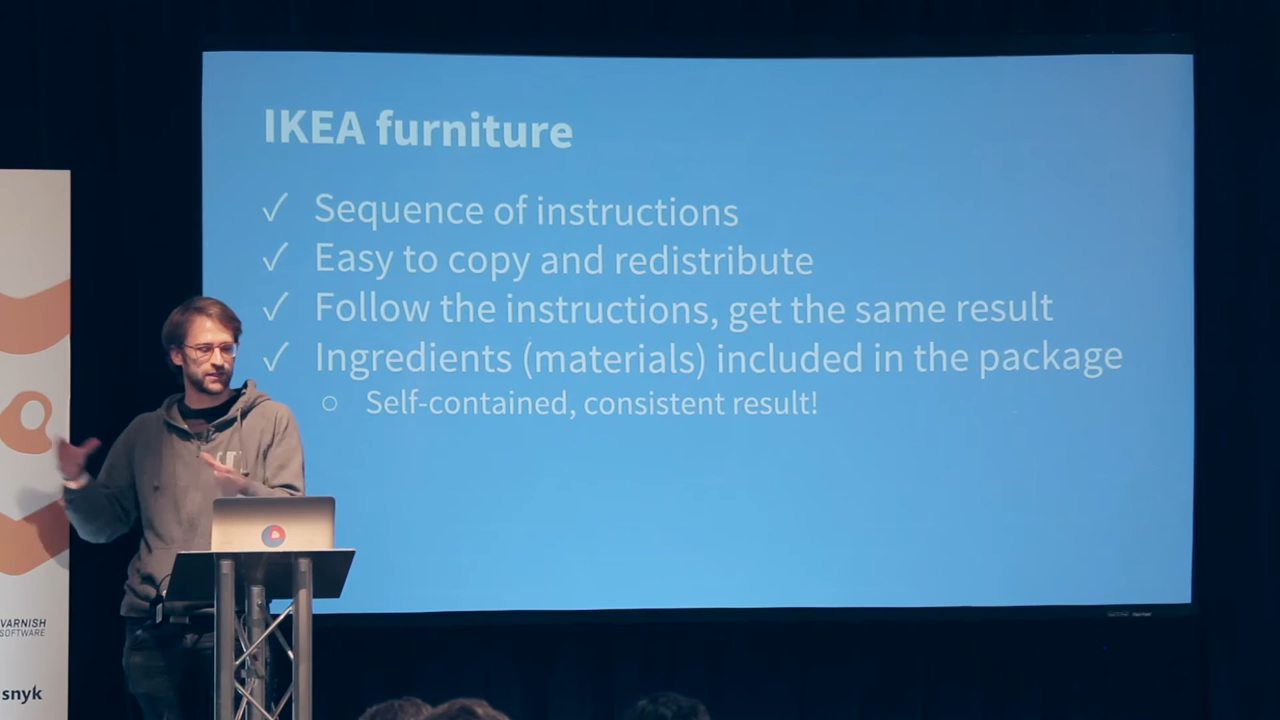 IKEA furniture
✓ Sequence of instructions
✓ Easy to copy and redistribute
✓ Follow the instructions, get the same result
✓ Ingredients (materials) included in the package
○ Self-contained, consistent result!
VARNISH
SOFTWARE
snyk